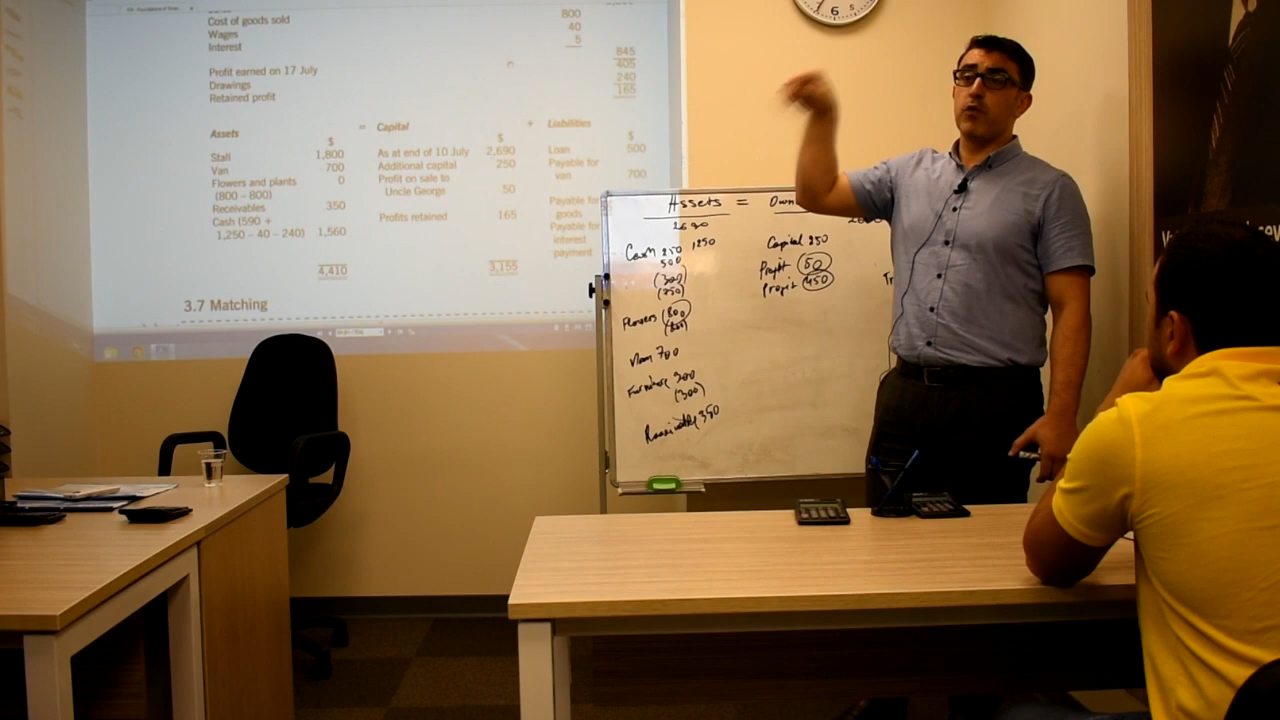 Cost of goods sold 800
Wages 40
Interest 5
845
Profit earned on 17 July 405
Drawings 240
Retained profit 165
Assets = Capital + Liabilities
$ $ $
Stall 1,800 As at end of 10 July 2,690 Loan 500
Van 700 Additional capital 250 Payable for
Flowers and plants 0 Profit on sale to van 700
(800 – 800) Uncle George 50
Receivables 350 Payable for
Cash (590 + Profits retained 165 goods
1,250 – 40 – 240) 1,560 Payable for
interest
payment
4,410 3,155
3.7 Matching
Assets = Own
2690
Cash 250 1250
500
(300)
Capital 250
Profit 50
Profit 450
Flowers 800
(800)
700
Furniture 300
(300)
Receivable 350
6 5